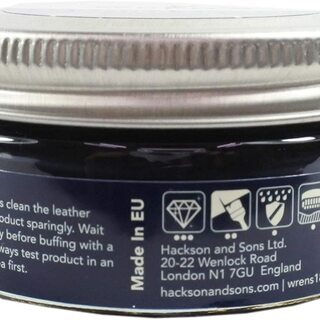 s clean the leather
roduct sparingly. Wait
y before buffing with a
ways test product in an
a first.
Made In EU
Hackson and Sons Ltd.
20-22 Wenlock Road
London N1 7GU England
hacksonandsons.com | wrens1